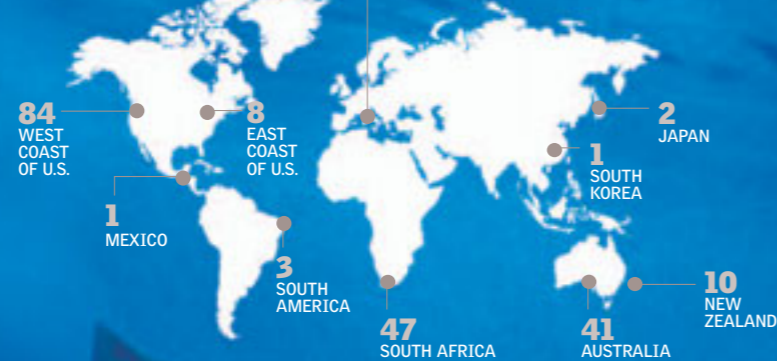 84
WEST
COAST
OF U.S.
8
EAST
COAST
OF U.S.
2
JAPAN
1
SOUTH
KOREA
1
MEXICO
3
SOUTH
AMERICA
10
NEW
ZEALAND
47
SOUTH AFRICA
41
AUSTRALIA